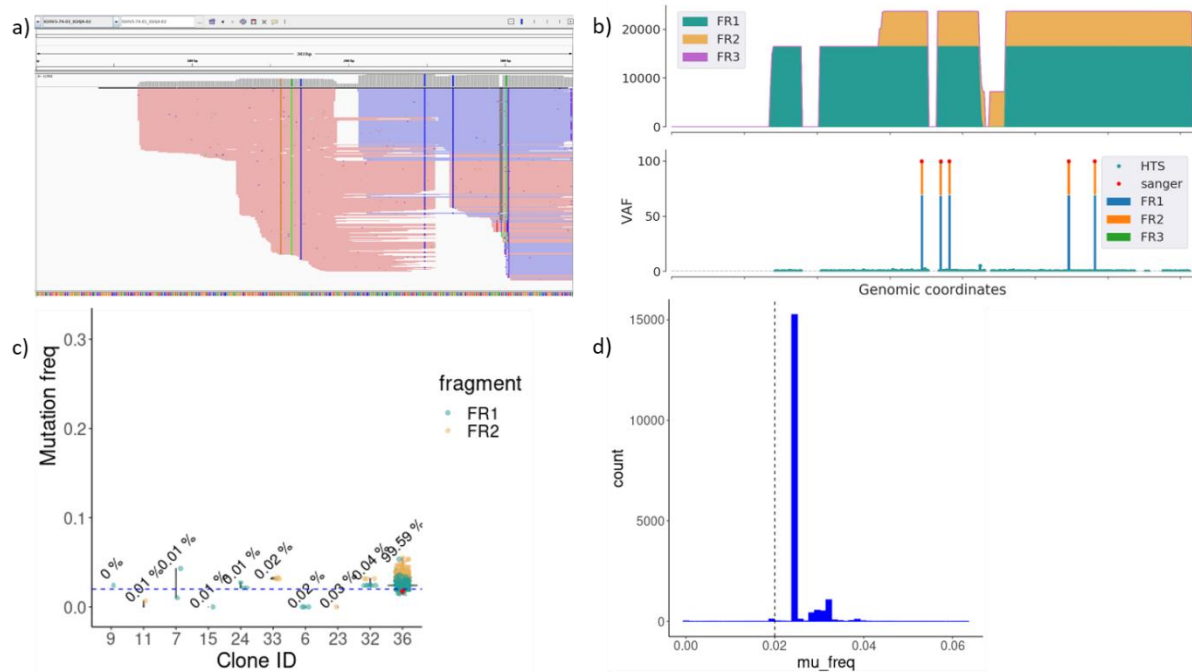 a)
b)
20000
10000
0
FR1
FR2
FR3
VAF
100
50
0
HTS
sanger
FR1
FR2
FR3
Genomic coordinates
c)
Mutation freq
0.3
0.1
0.0
0 %
0.01 %
0.01 %
0.01 %
0.01 %
0.02 %
0.02 %
0.03 %
0.04 %
99.59 %
fragment
FR1
FR2
9 11 7 15 24 33 6 23 32 36
Clone ID
d)
count
15000
10000
5000
0
0.00 0.02 0.04 0.06
mu_freq